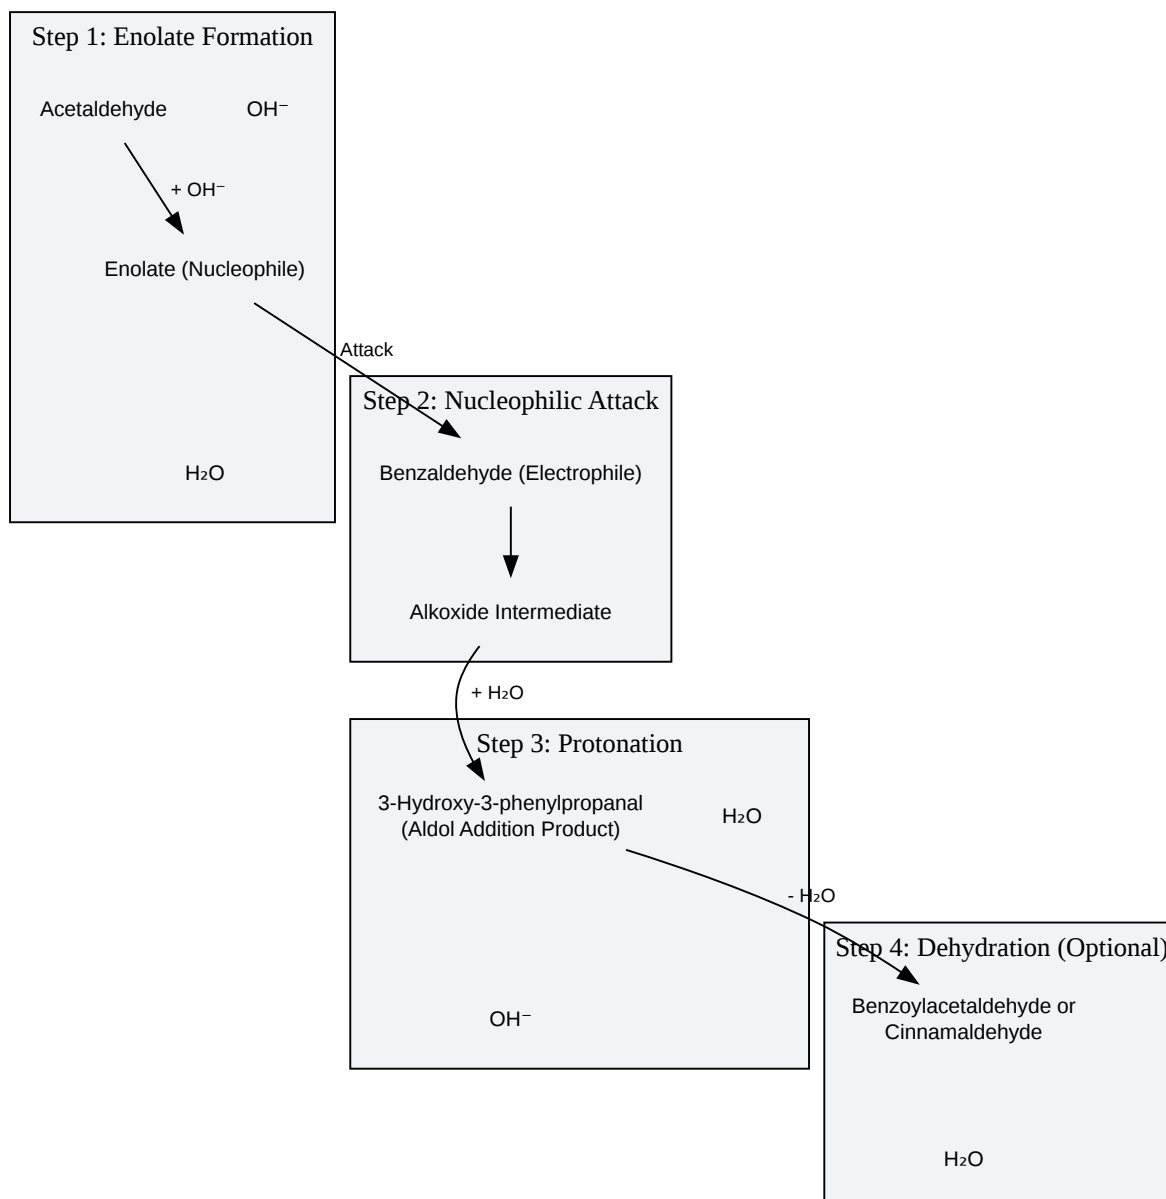 Step 1: Enolate Formation
Acetaldehyde
OH⁻
+ OH⁻
Enolate (Nucleophile)
Attack
H₂O
Step 2: Nucleophilic Attack
Benzaldehyde (Electrophile)
Alkoxide Intermediate
+ H₂O
Step 3: Protonation
3-Hydroxy-3-phenylpropanal
(Aldol Addition Product)
H₂O
- H₂O
OH⁻
Step 4: Dehydration (Optional)
Benzoylacetaldehyde or
Cinnamaldehyde
H₂O